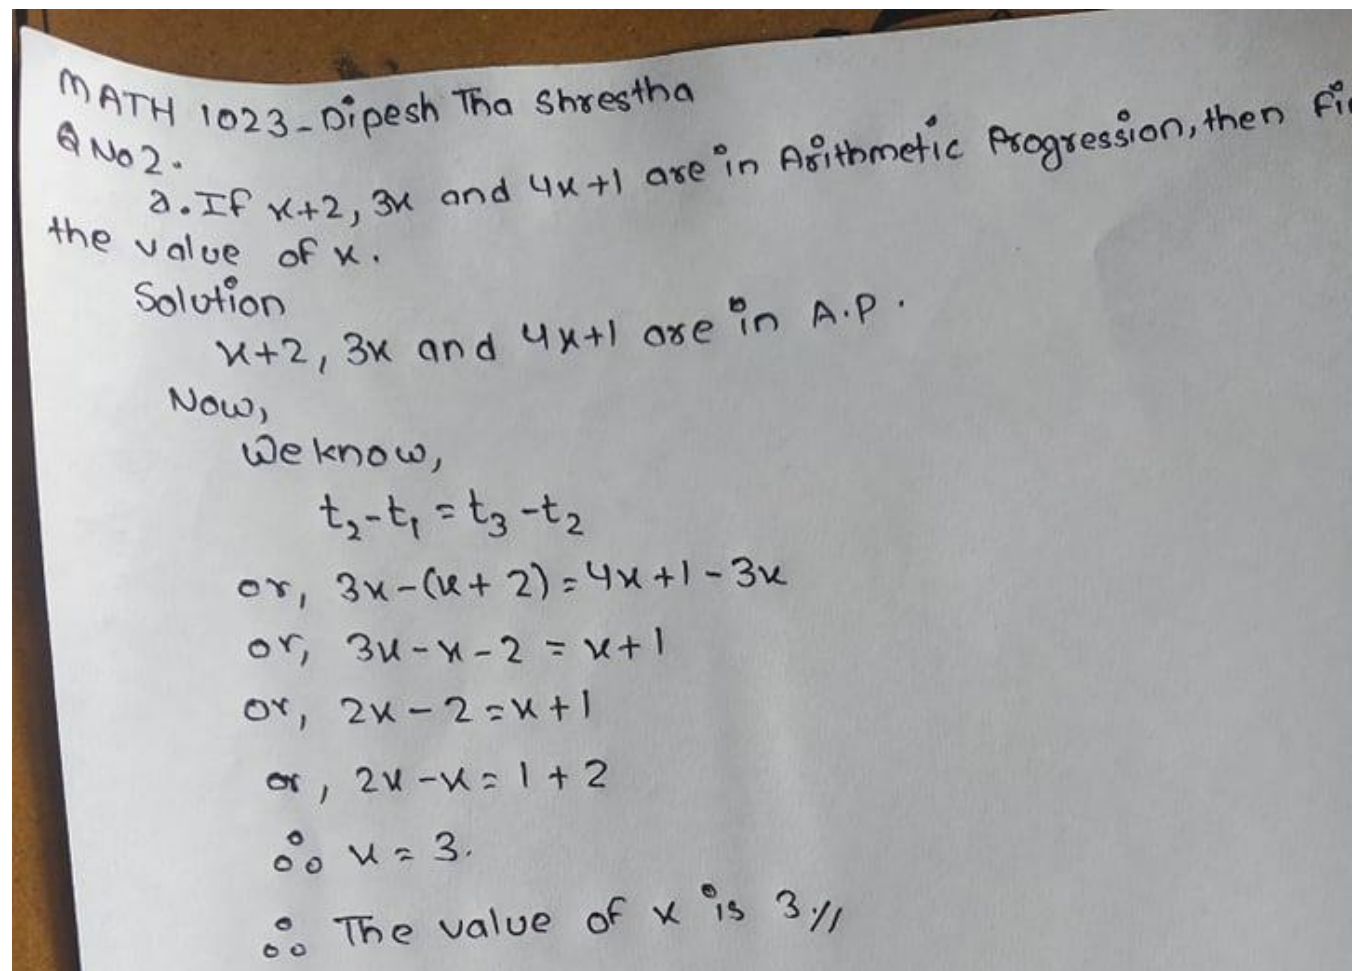 MATH 1023-Dipesh Tha Shrestha
Q No 2.
a. If x+2, 3x and 4x+1 are in Arithmetic Progression, then Fi
the value of x.
Solution
x+2, 3x and 4x+1 are in A.P.
Now,
We know,
t₂-t₁ = t₃-t₂
or, 3x-(x+2)=4x+1-3x
or, 3x-x-2 = x+1
or, 2x-2=x+1
or, 2x-x=1+2
∴ x=3.
∴ The value of x is 3.//